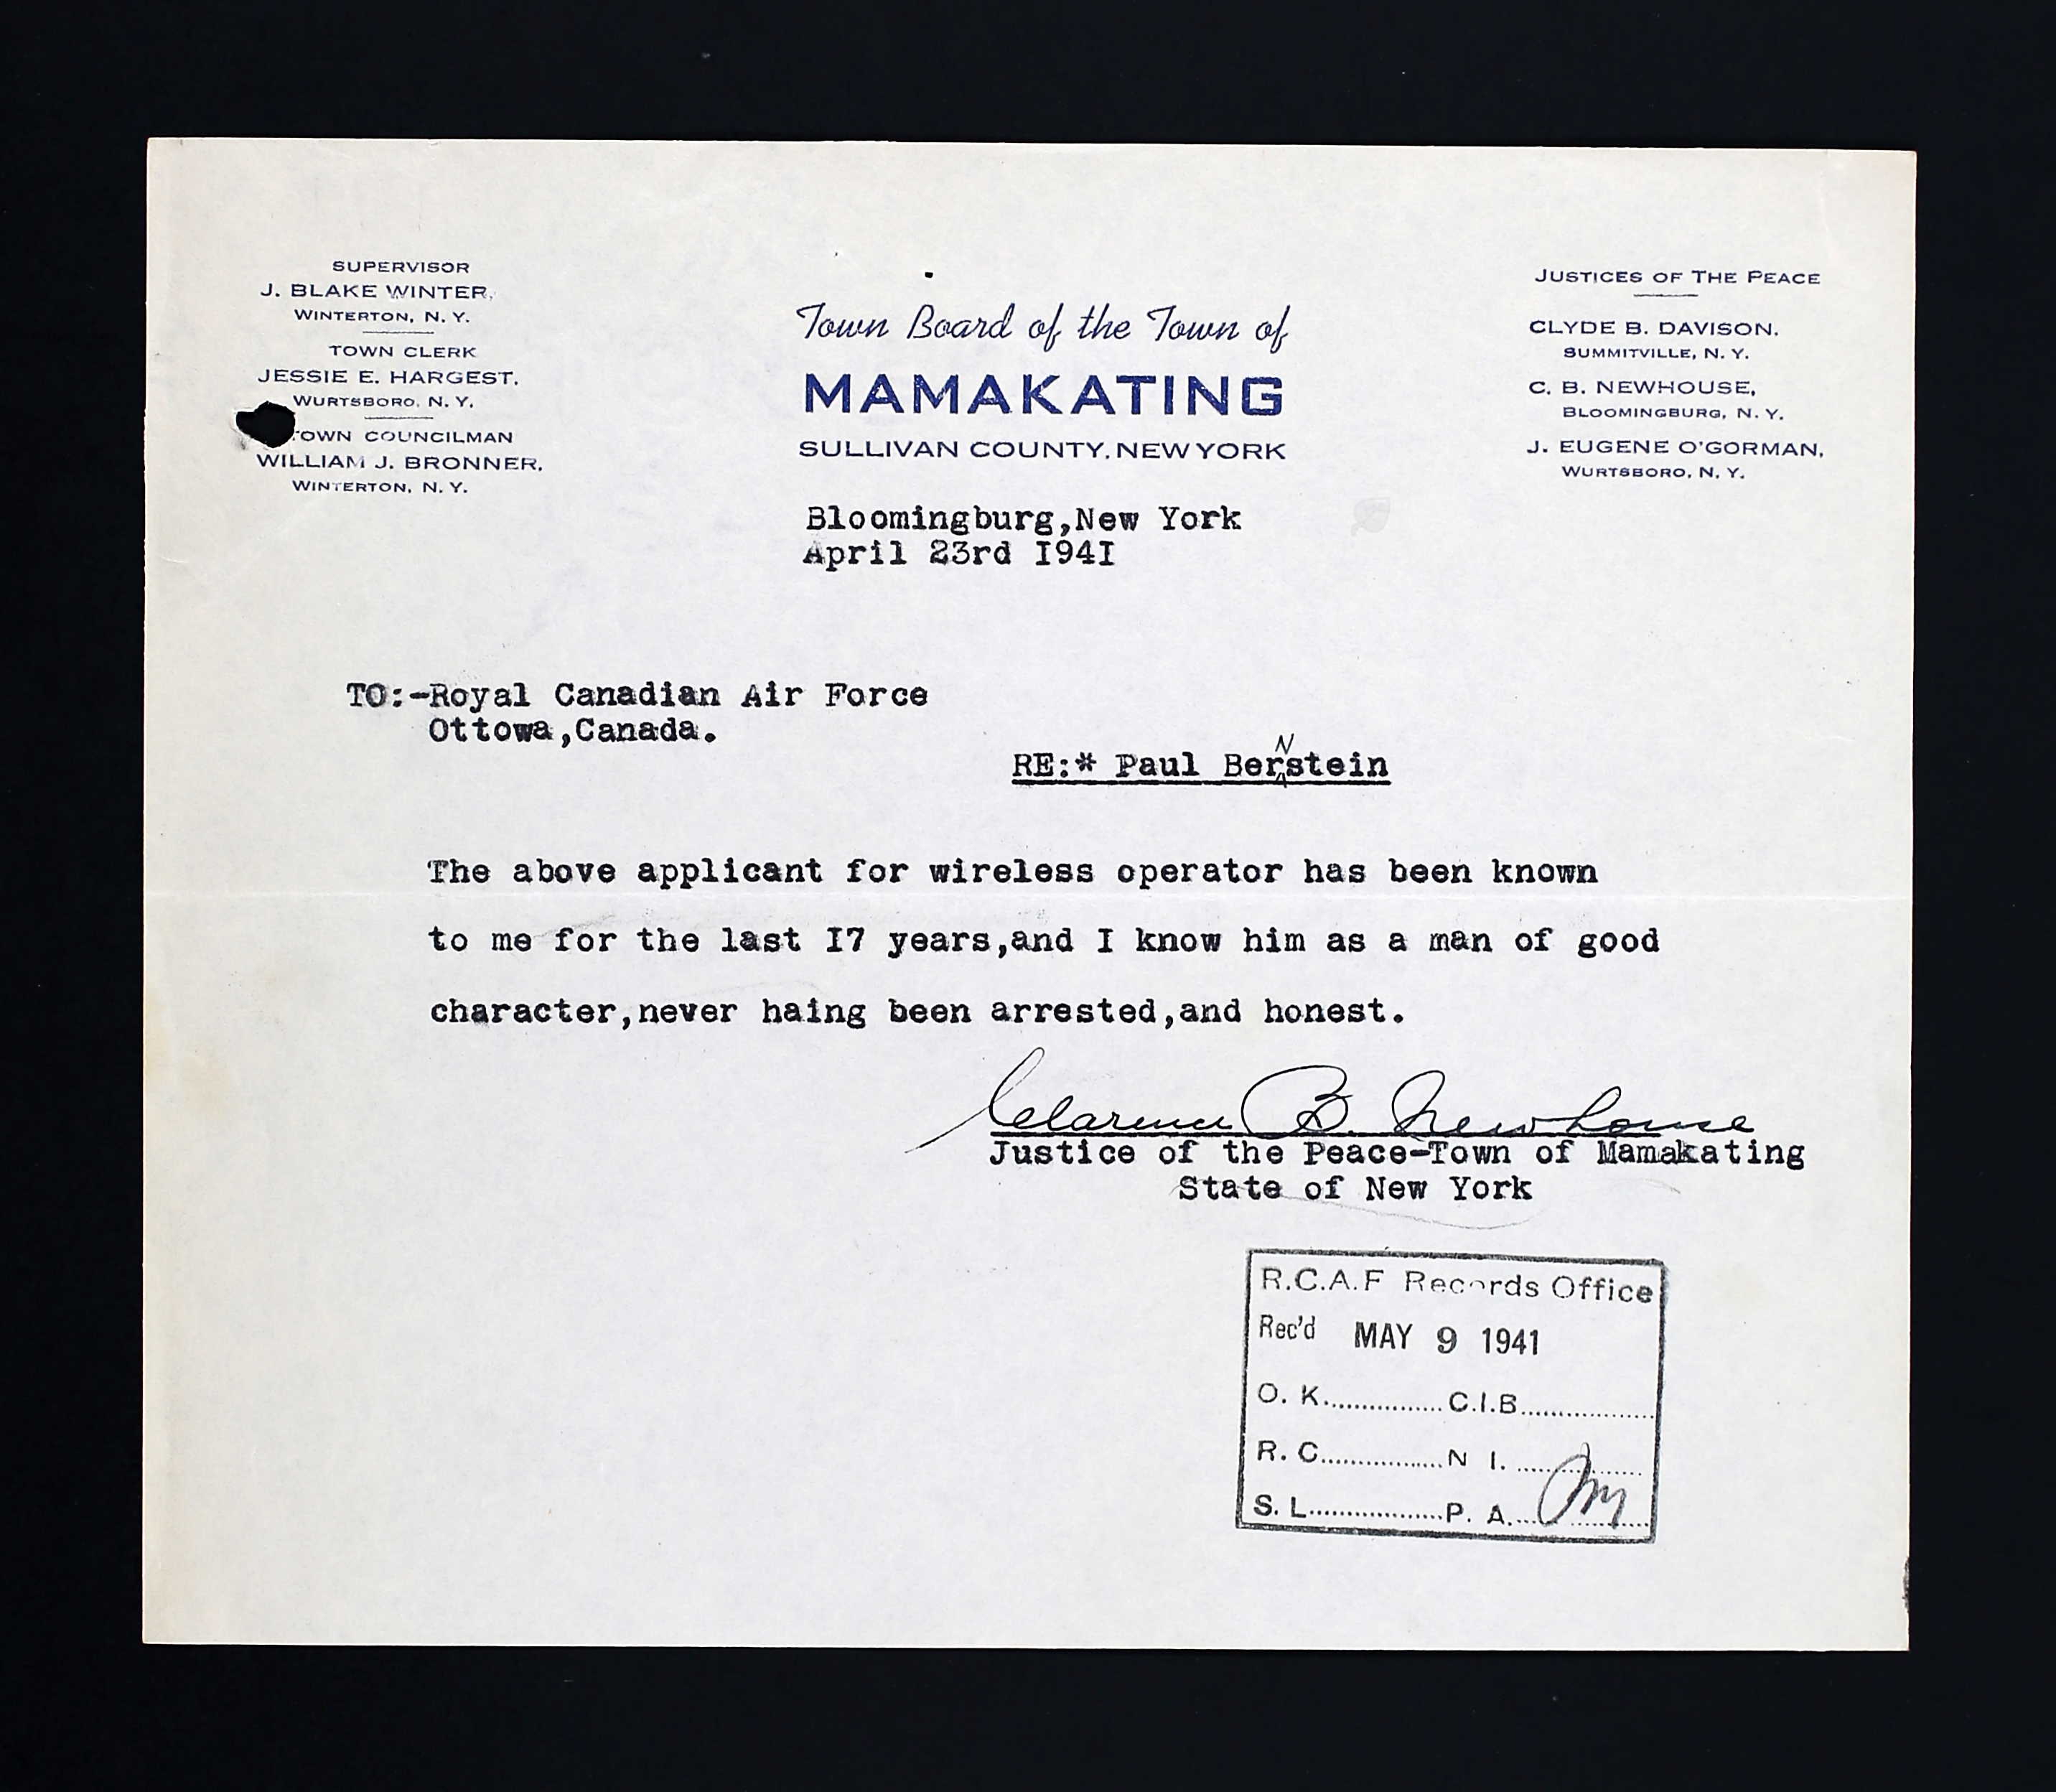 SUPERVISOR
J. BLAKE WINTER,
WINTERTON, N. Y.
TOWN CLERK
JESSIE E. HARGEST.
WURTSBORO, N. Y.
TOWN COUNCILMAN
WILLIAM J. BRONNER,
WINTERTON, N. Y.
Town Board of the Town of
MAMAKATING
SULLIVAN COUNTY, NEW YORK
JUSTICES OF THE PEACE
CLYDE B. DAVISON.
SUMMITVILLE, N. Y.
C. B. NEWHOUSE,
BLOOMINGBURG, N. Y.
J. EUGENE O'GORMAN,
WURTSBORO, N. Y.
Bloomingburg,New York
April 23rd I94I
TO:-Royal Canadian Air Force
Ottowa,Canada.
RE:* Paul BerNstein
The above applicant for wireless operator has been known
to me for the last I7 years,and I know him as a man of good
character,never haing been arrested,and honest.
Clarence B. Newhouse
Justice of the Peace-Town of Mamakating
State of New York
R.C.A.F Records Office
Rec'd MAY 9 1941
O. K.................C.I.B...................
R. C.................N I. ..................
S. L...................P. A....................